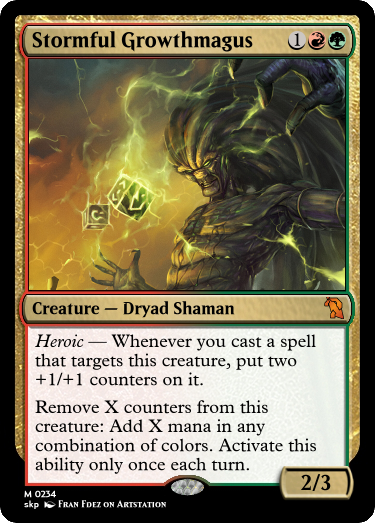 Stormful Growthmagus 1
Creature — Dryad Shaman
Heroic — Whenever you cast a spell
that targets this creature, put two
+1/+1 counters on it.
Remove X counters from this
creature: Add X mana in any
combination of colors. Activate this
ability only once each turn.
2/3
M 0234
skp Fran Fdez on Artstation